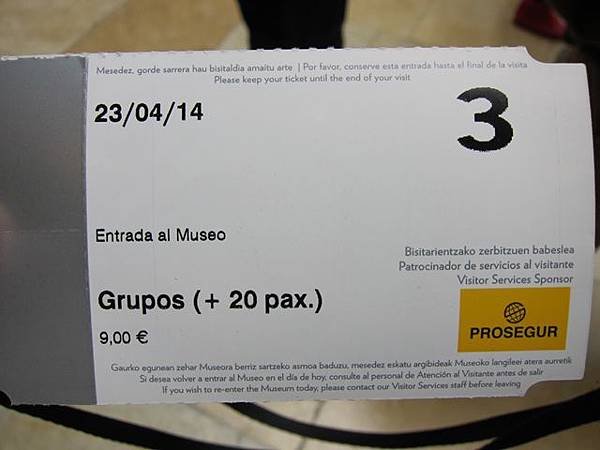 Mesedez, gorde sarrera hau bisitaldia amaitu arte | Por favor, conserve esta entrada hasta el final de la visita
Please keep your ticket until the end of your visit
23/04/14
3
Entrada al Museo
Bisitarientzako zerbitzuen babeslea
Patrocinador de servicios al visitante
Visitor Services Sponsor
Grupos (+ 20 pax.)
9,00 €
PROSEGUR
Gaurko egunean zehar Museora berriz sartzeko asmoa baduzu, mesedez eskatu argibideak Museoko langileei atera aurretik
Si desea volver a entrar al Museo en el día de hoy, consulte al personal de Atención al Visitante antes de salir
If you wish to re-enter the Museum today, please contact our Visitor Services staff before leaving